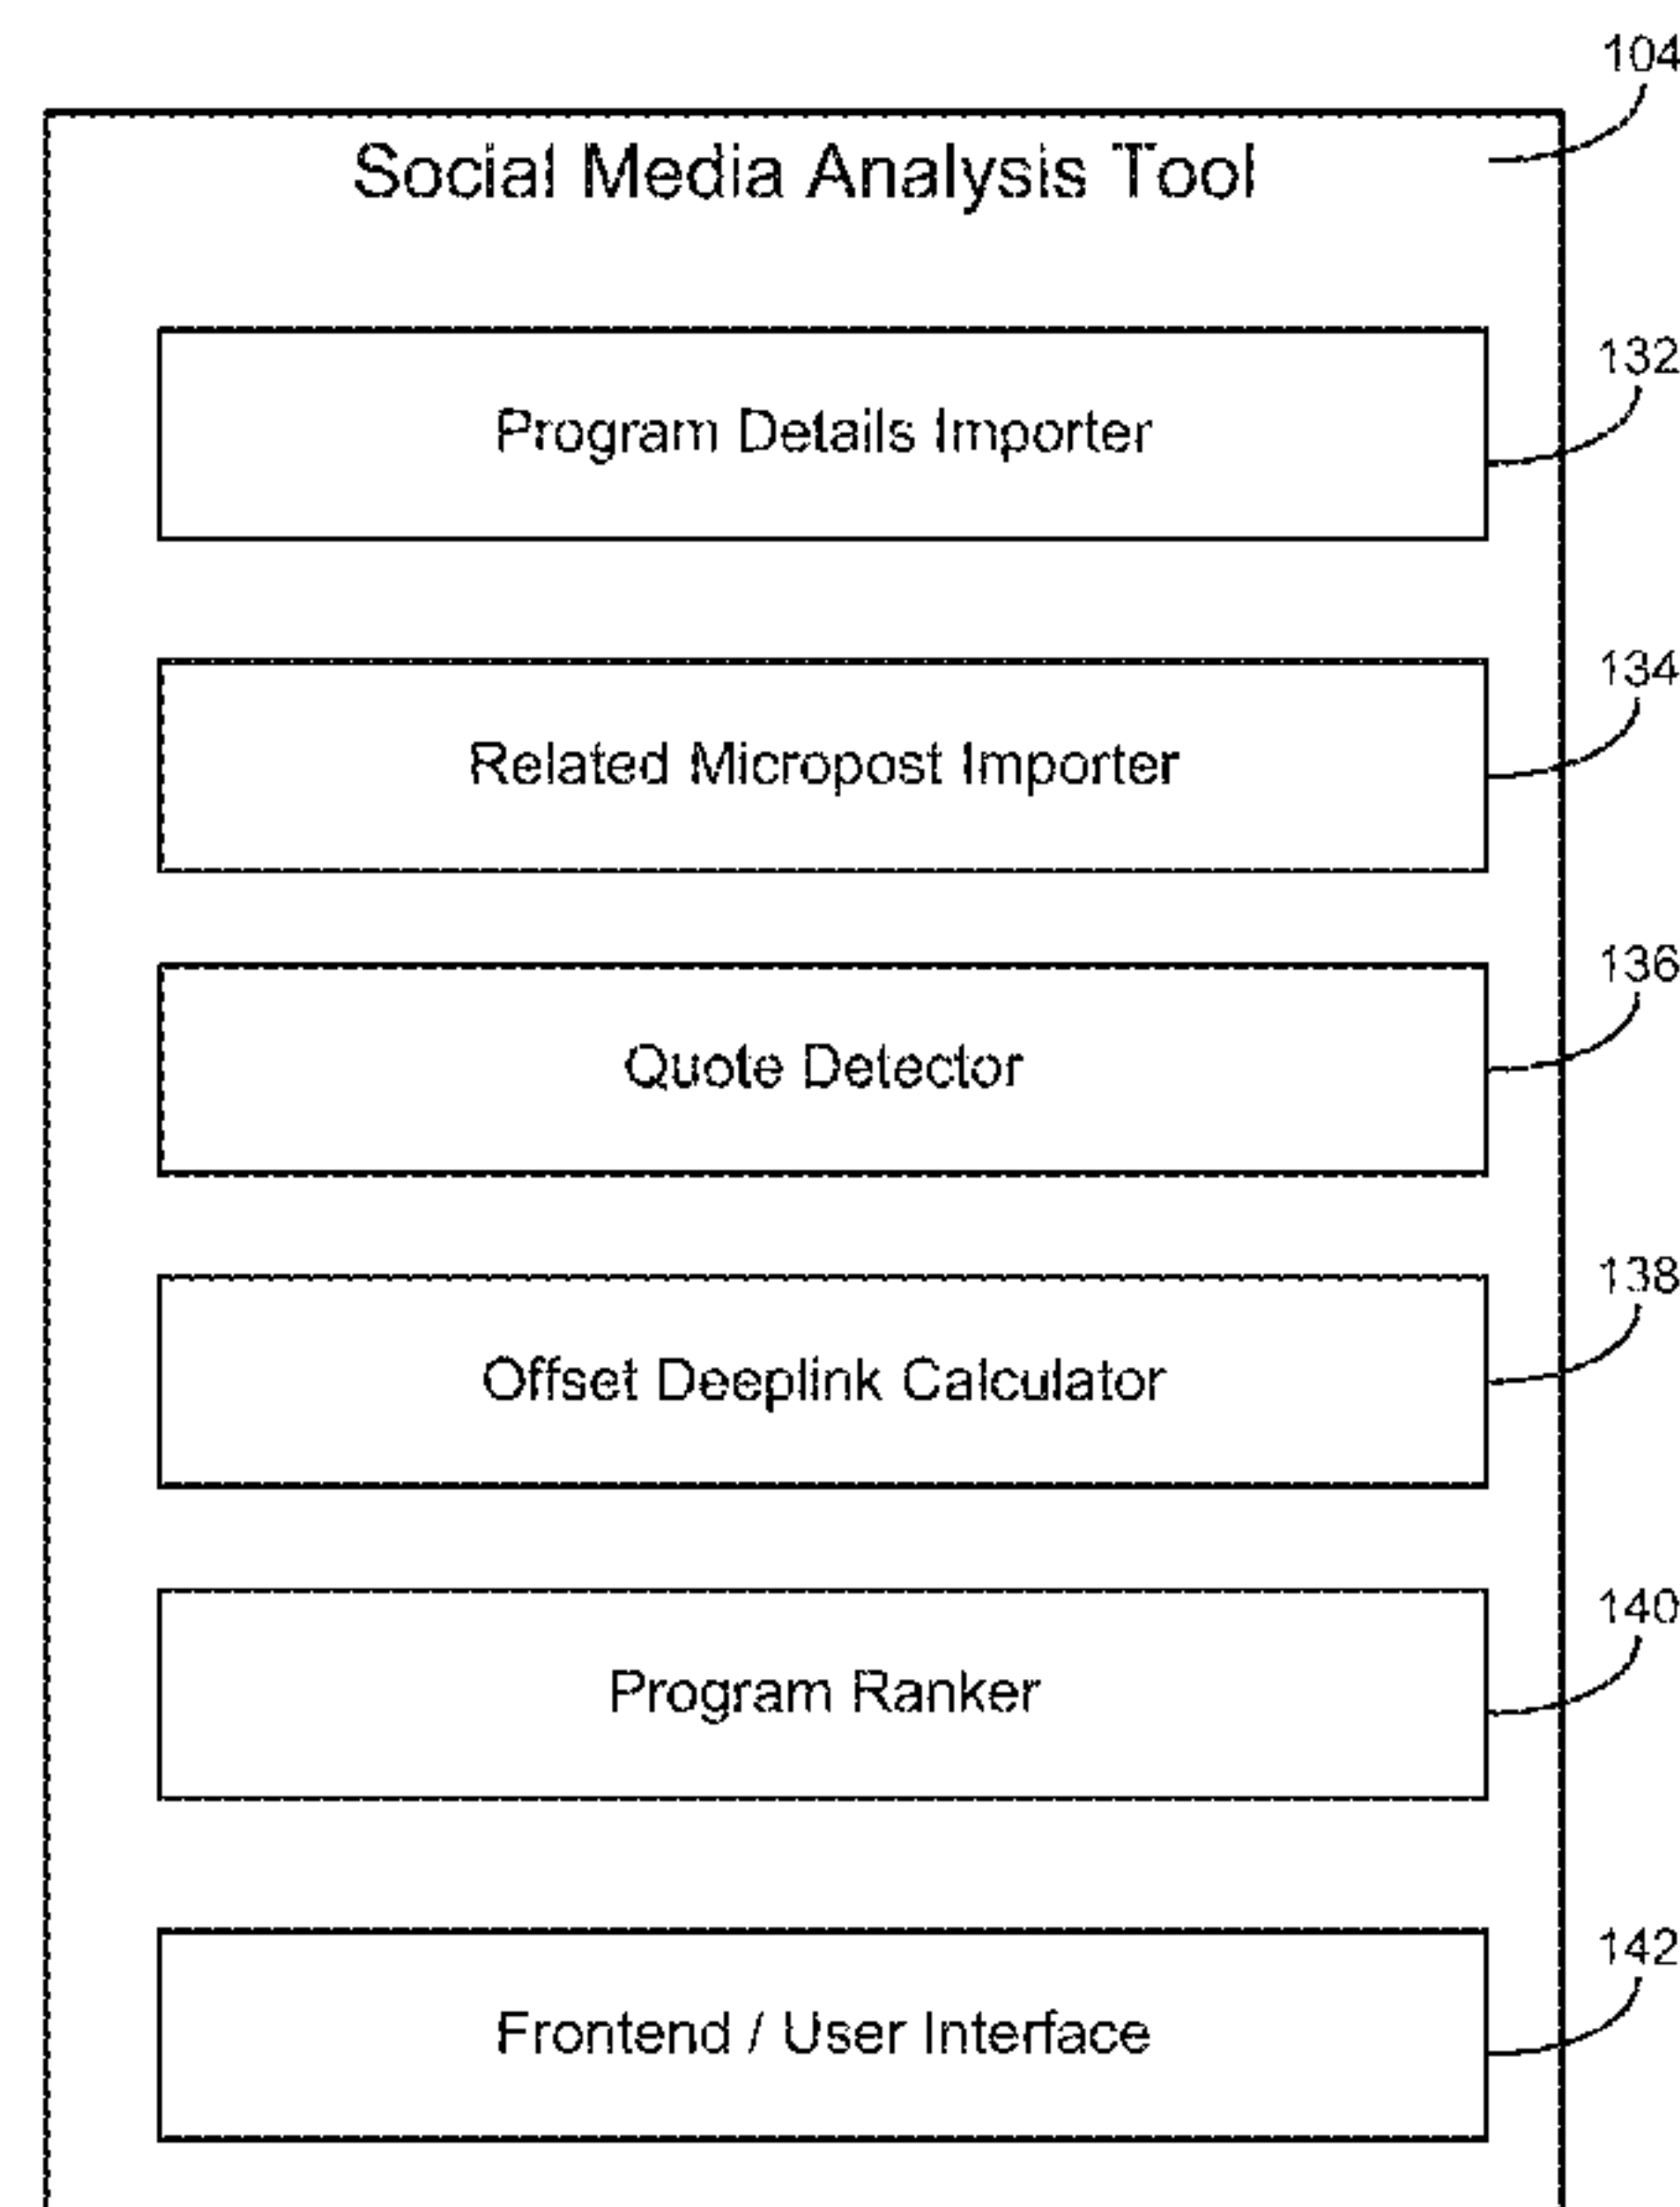 104
Social Media Analysis Tool
132
Program Details Importer
134
Related Micropost Importer
136
Quote Detector
138
Offset Deeplink Calculator
140
Program Ranker
142
Frontend / User Interface